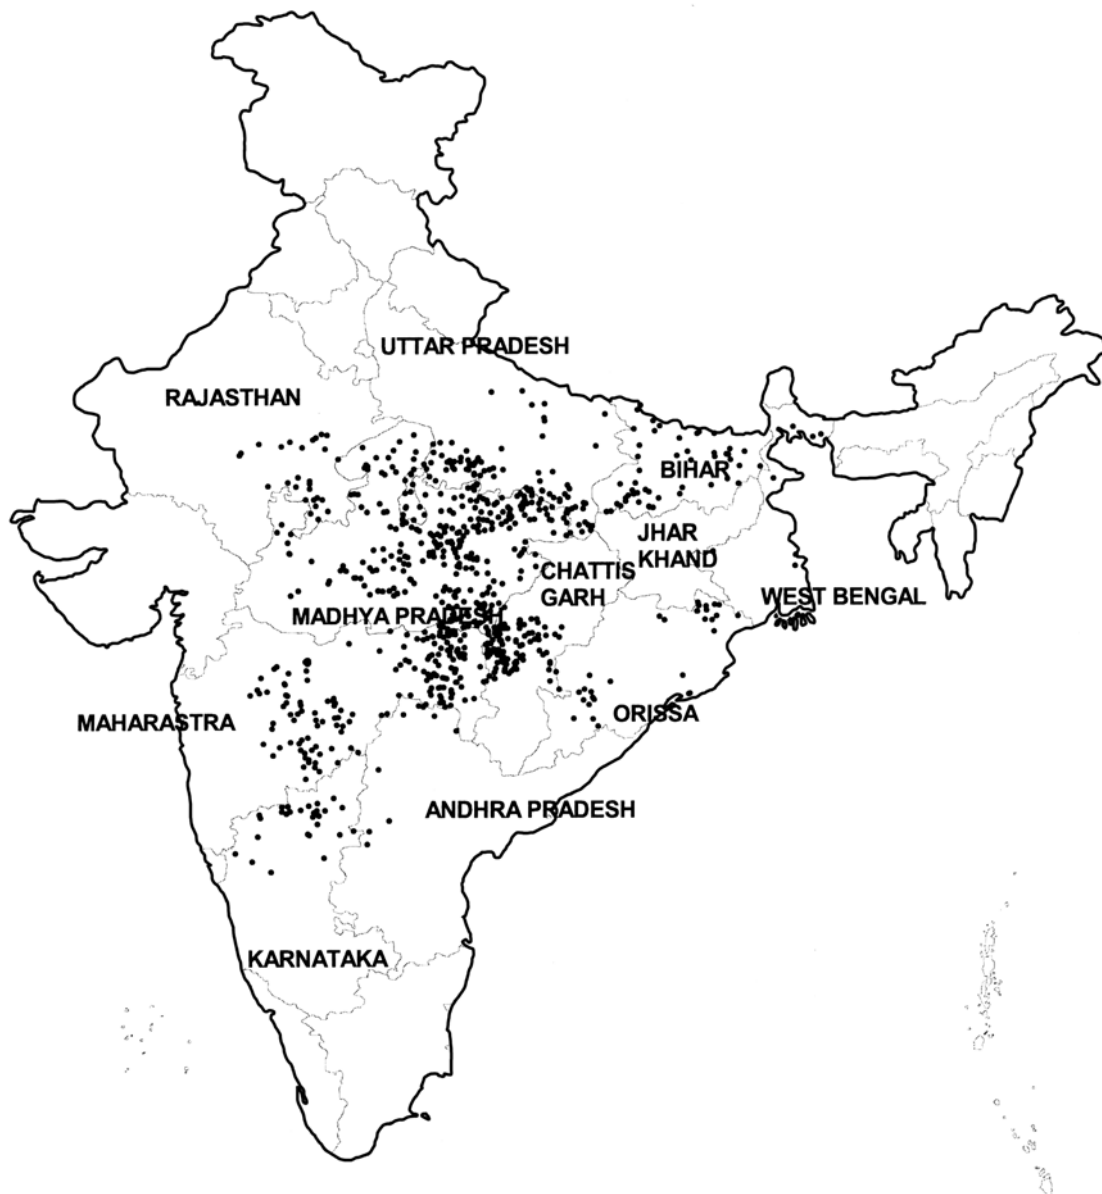 UTTAR PRADESH
RAJASTHAN
BIHAR
JHAR
KHAND
CHATTIS
GARH
WEST BENGAL
MADHYA PRADESH
MAHARASTRA
ORISSA
ANDHRA PRADESH
KARNATAKA